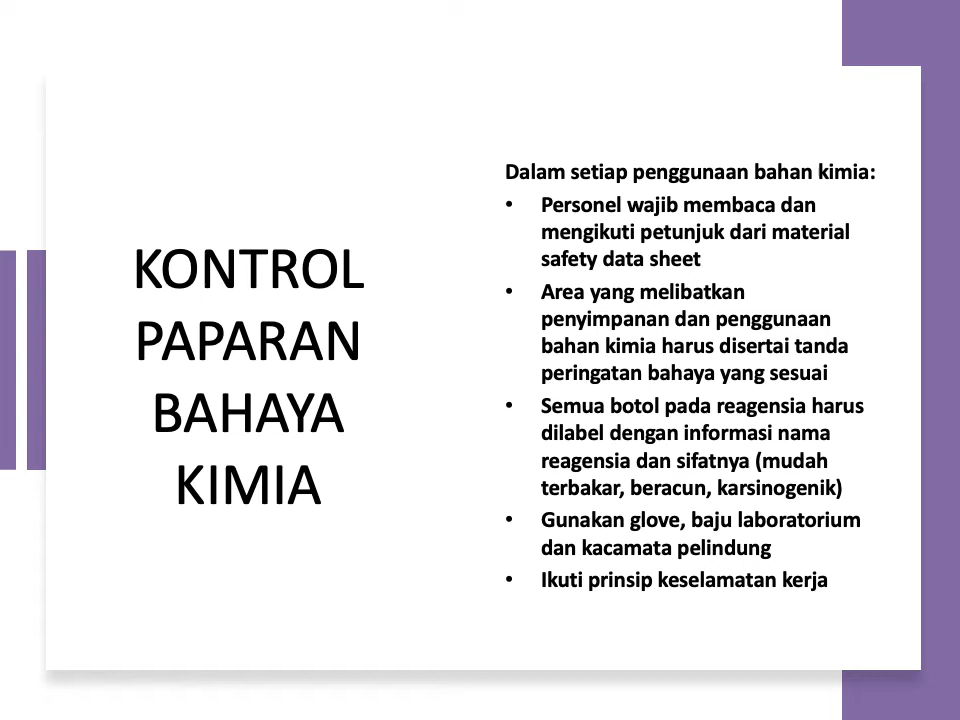 KONTROL
PAPARAN
BAHAYA
KIMIA
Dalam setiap penggunaan bahan kimia:
• Personel wajib membaca dan
mengikuti petunjuk dari material
safety data sheet
• Area yang melibatkan
penyimpanan dan penggunaan
bahan kimia harus disertai tanda
peringatan bahaya yang sesuai
• Semua botol pada reagensia harus
dilabel dengan informasi nama
reagensia dan sifatnya (mudah
terbakar, beracun, karsinogenik)
• Gunakan glove, baju laboratorium
dan kacamata pelindung
• Ikuti prinsip keselamatan kerja